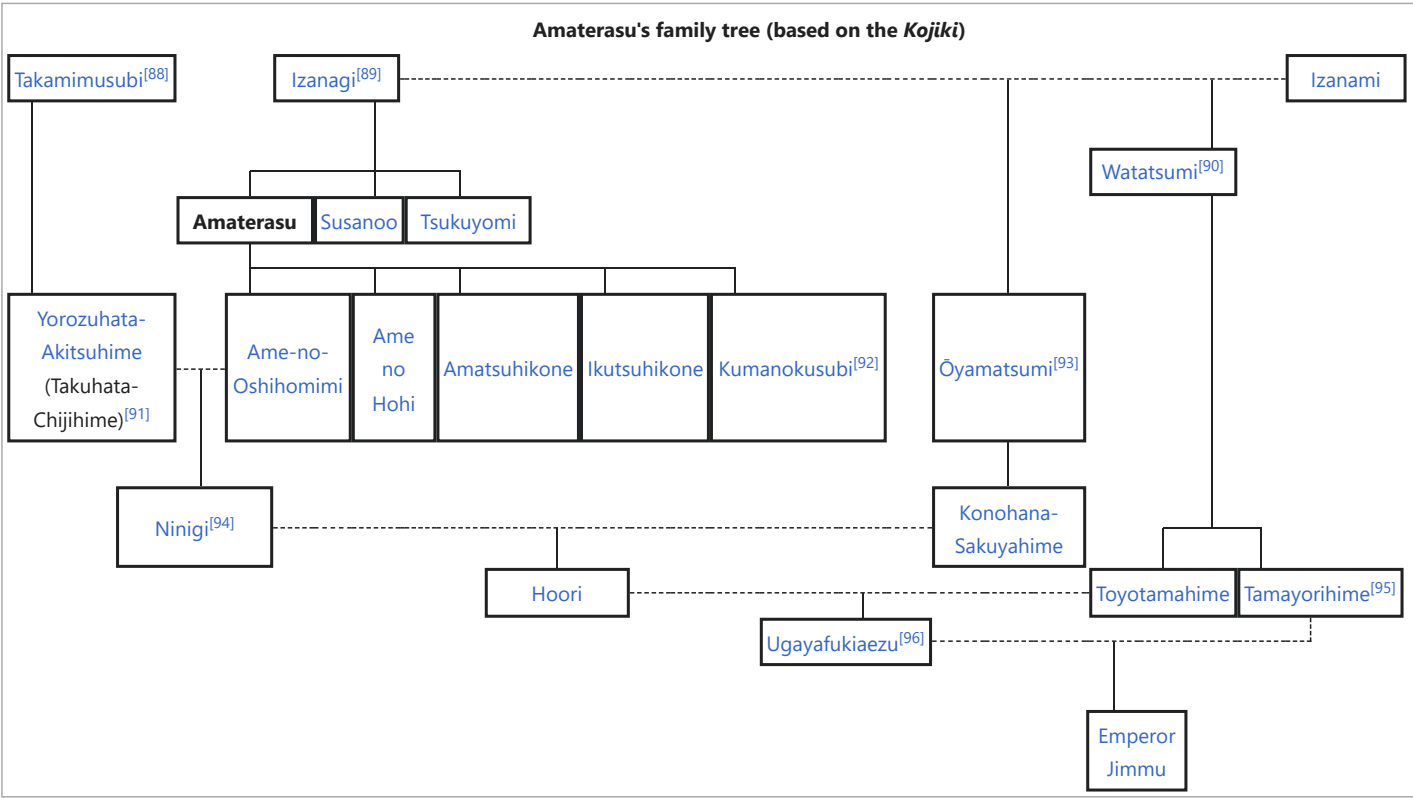 Amaterasu's family tree (based on the Kojiki)
Takamimusubi[88]
Izanagi[89]
Izanami
Watatsumi[90]
Amaterasu
Susanoo
Tsukuyomi
Yorozuhata-
Akitsuhime
(Takuhata-
Chijihime)[91]
Ame-no-
Oshihomimi
Ame
no
Hohi
Amatsuhikone
Ikutsuhikone
Kumanokusubi[92]
Ōyamatsumi[93]
Ninigi[94]
Konohana-
Sakuyahime
Hoori
Toyotamahime
Tamayorihime[95]
Ugayafukiaezu[96]
Emperor
Jimmu